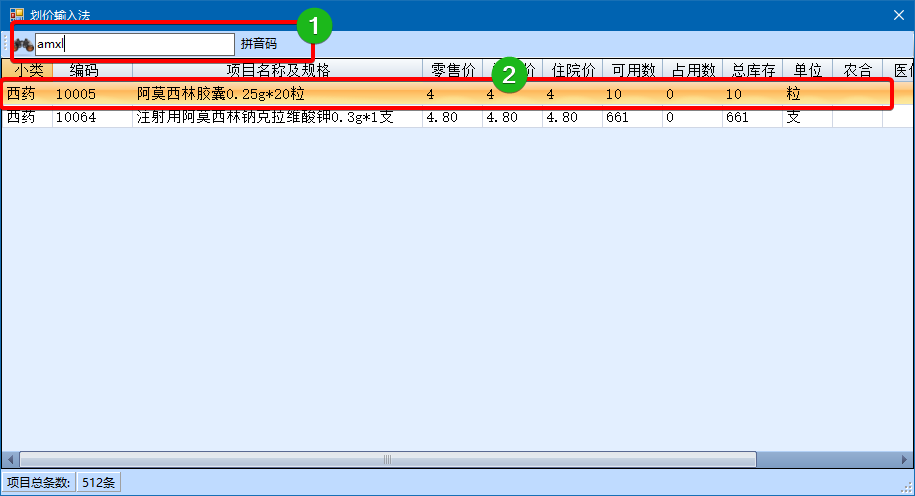 划价输入法
1
amxl 拼音码
小类 编码 项目名称及规格 零售价 价 住院价 可用数 占用数 总库存 单位 农合 医
2
西药 10005 阿莫西林胶囊0.25g*20粒 4 4 4 10 0 10 粒
西药 10064 注射用阿莫西林钠克拉维酸钾0.3g*1支 4.80 4.80 4.80 661 0 661 支
项目总条数: 512条